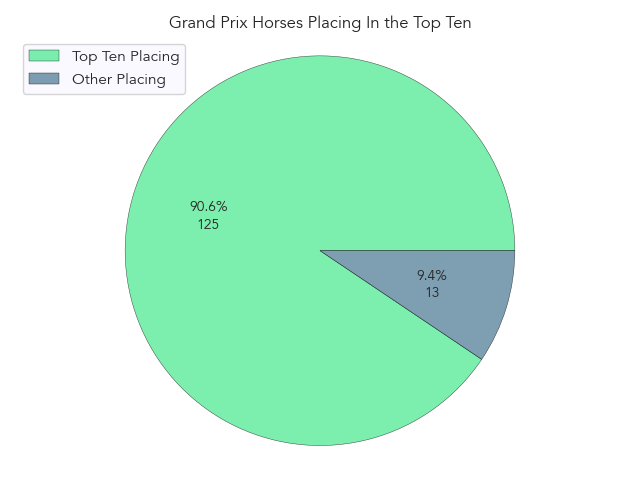 Grand Prix Horses Placing In the Top Ten
Top Ten Placing
Other Placing
90.6%
125
9.4%
13